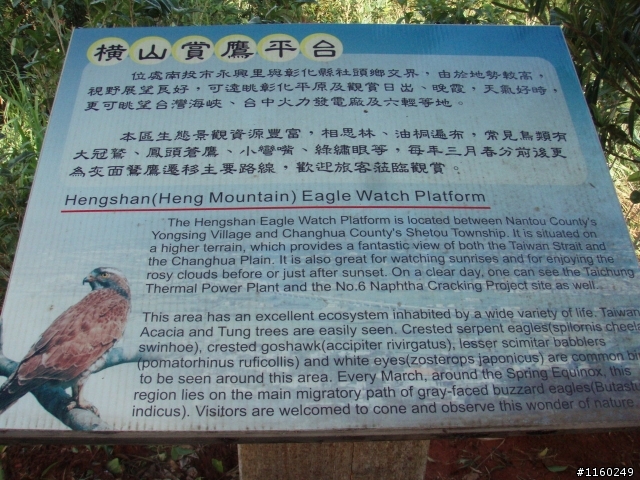 橫山賞鷹平台
位處南投市永興里與彰化縣社頭鄉交界，由於地勢較高，
視野展望良好，可遠眺彰化平原及觀賞日出、晚霞，天氣好時，
更可眺望台灣海峽、台中火力發電廠及六輕等地。
本區生態景觀資源豐富，相思林、油桐遍布，常見鳥類有
大冠鷲、鳳頭蒼鷹、小彎嘴、綠繡眼等，每年三月春分前後更
為灰面鵟鷹遷移主要路線，歡迎旅客蒞臨觀賞。
Hengshan(Heng Mountain) Eagle Watch Platform
The Hengshan Eagle Watch Platform is located between Nantou County's
Yongsing Village and Changhua County's Shetou Township. It is situated on
a higher terrain, which provides a fantastic view of both the Taiwan Strait and
the Changhua Plain. It is also great for watching sunrises and for enjoying the
rosy clouds before or just after sunset. On a clear day, one can see the Taichung
Thermal Power Plant and the No.6 Naphtha Cracking Project site as well.
This area has an excellent ecosystem inhabited by a wide variety of life. Taiwan
Acacia and Tung trees are easily seen. Crested serpent eagles(spilornis cheela
swinhoe), crested goshawk(accipiter rivirgatus), lesser scimitar babblers
(pomatorhinus ruficollis) and white eyes(zosterops japonicus) are common birds
to be seen around this area. Every March, around the Spring Equinox, this
region lies on the main migratory path of gray-faced buzzard eagles(Butastur
indicus). Visitors are welcomed to cone and observe this wonder of nature.
#1160249